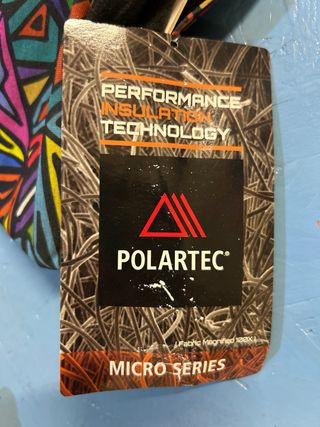 PERFORMANCE
INSULATION
TECHNOLOGY
POLARTEC®
( Fabric Magnified 100X )
MICRO SERIES